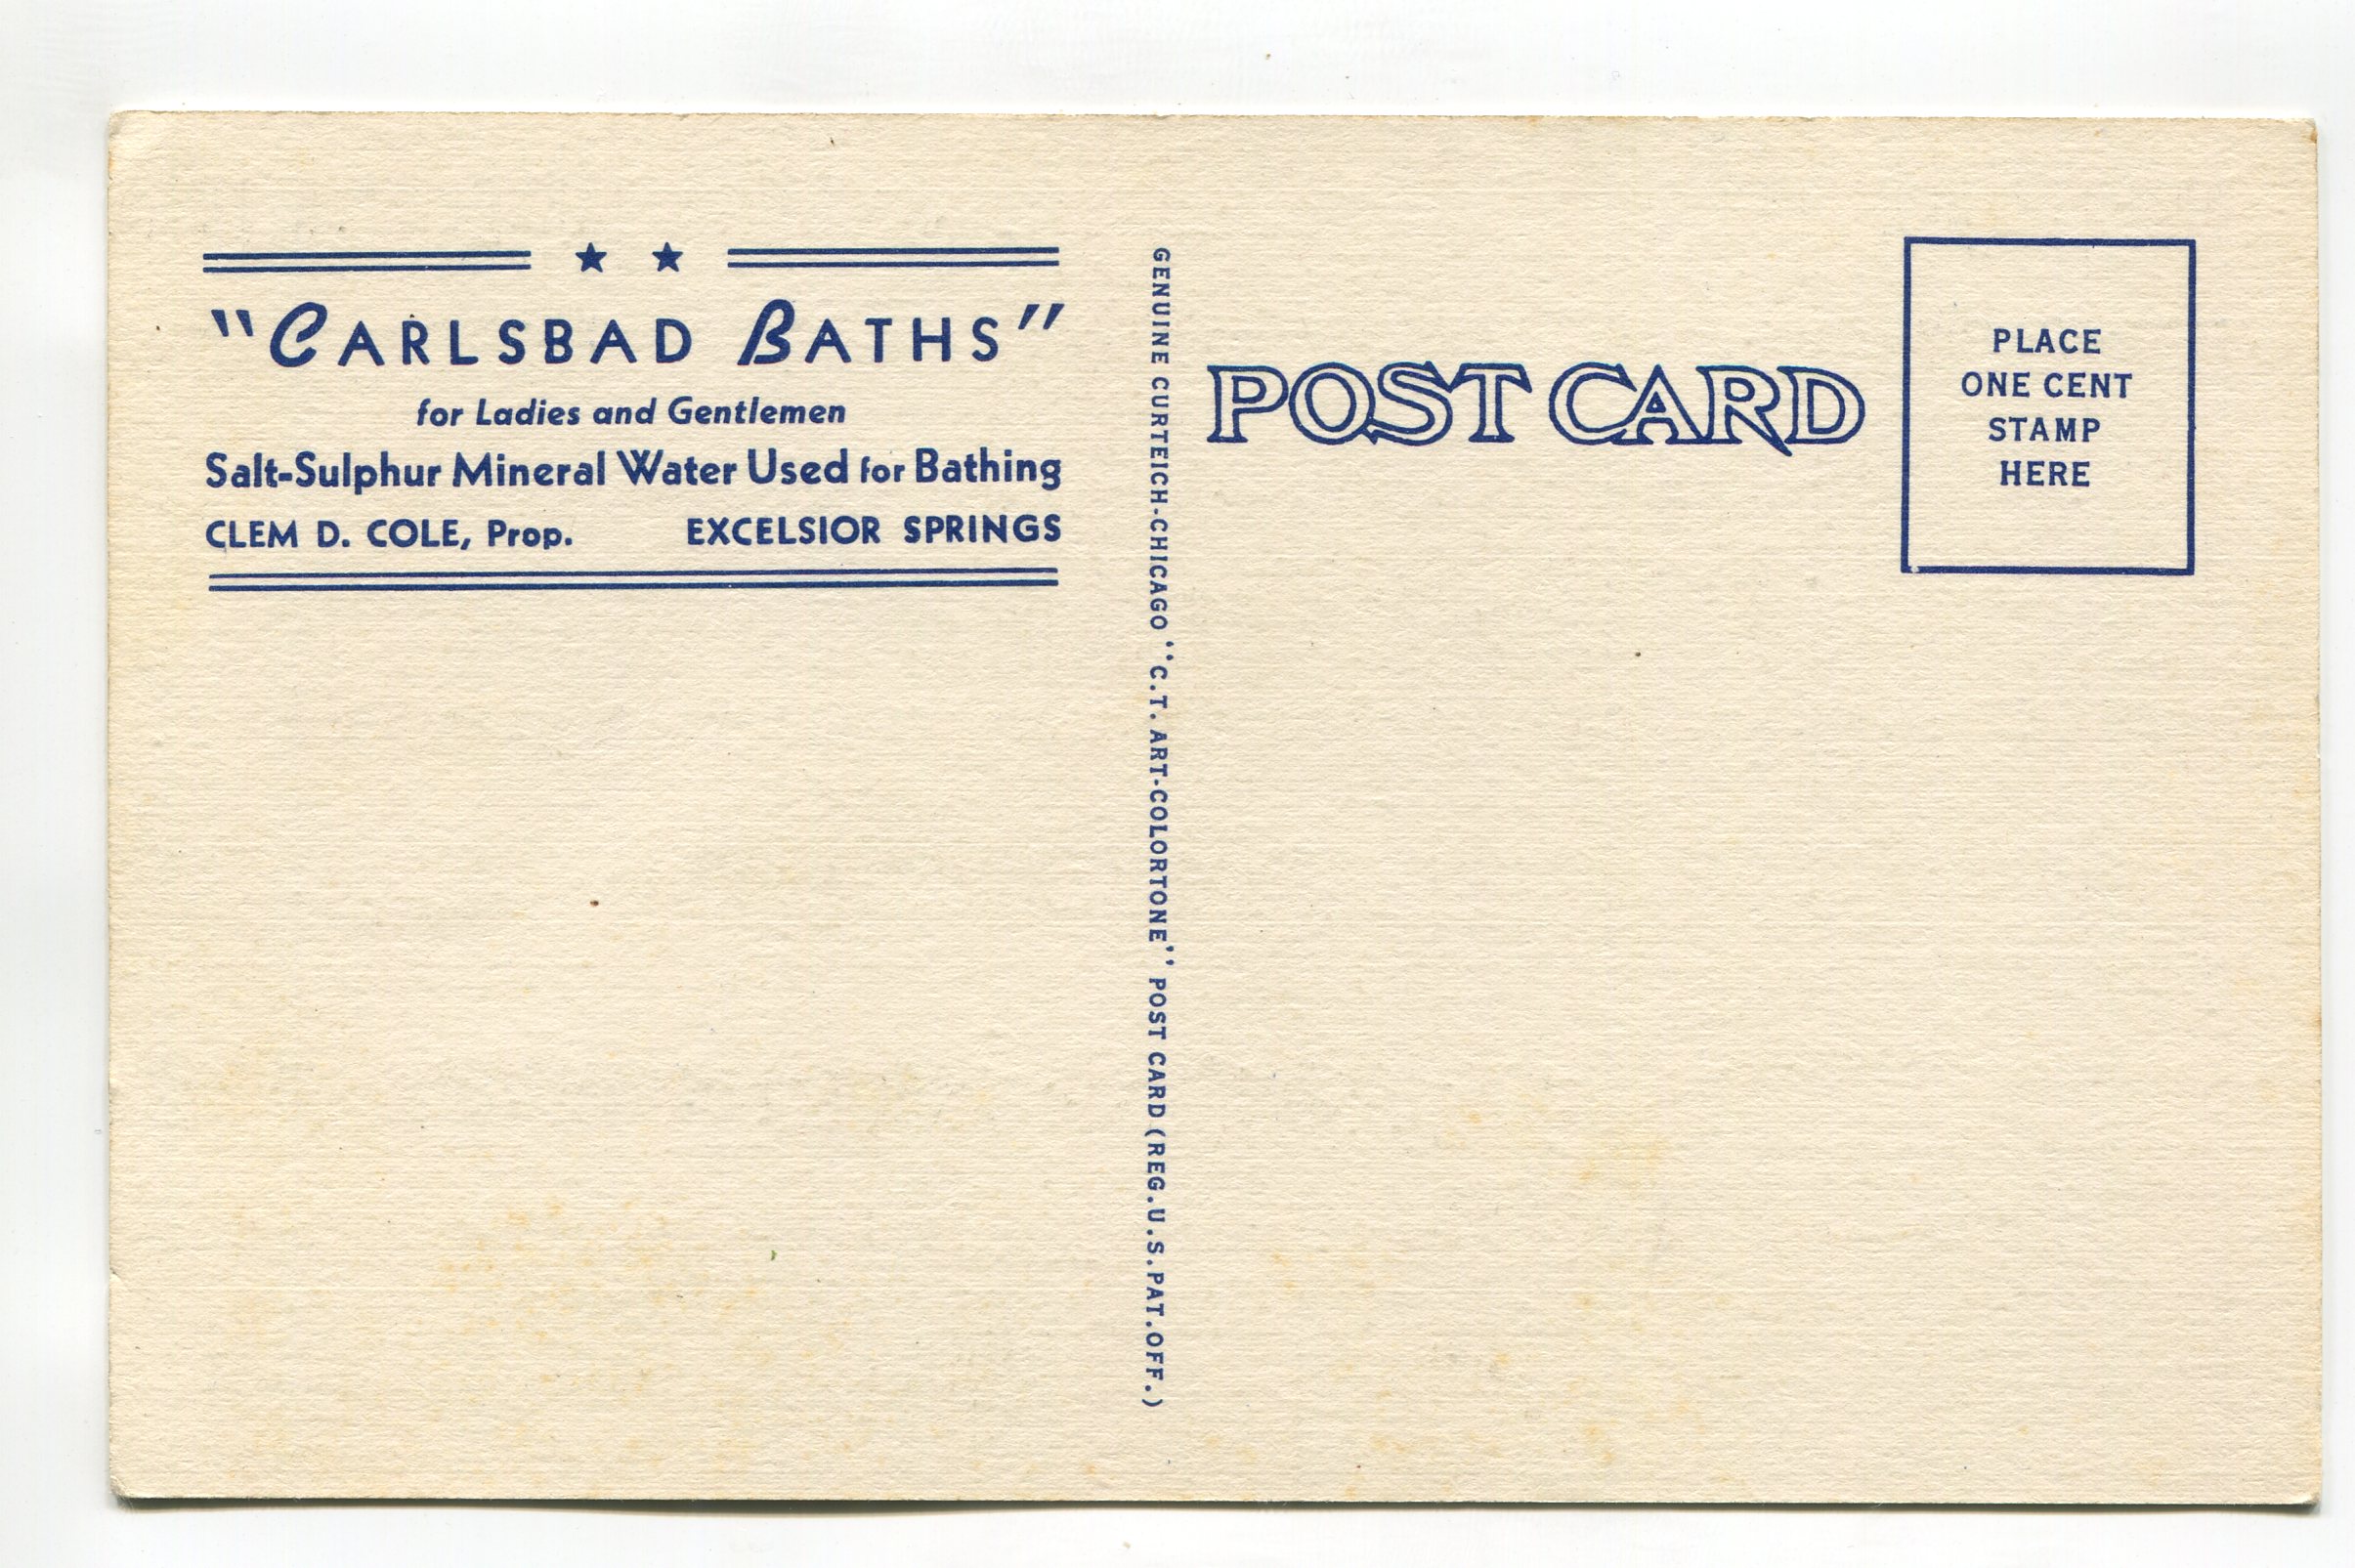 "CARLSBAD BATHS"
for Ladies and Gentlemen
Salt-Sulphur Mineral Water Used for Bathing
CLEM D. COLE, Prop. EXCELSIOR SPRINGS
GENUINE CURTEICH-CHICAGO "C.T. ART-COLORTONE" POST CARD (REG. U.S. PAT. OFF.)
POST CARD
PLACE
ONE CENT
STAMP
HERE